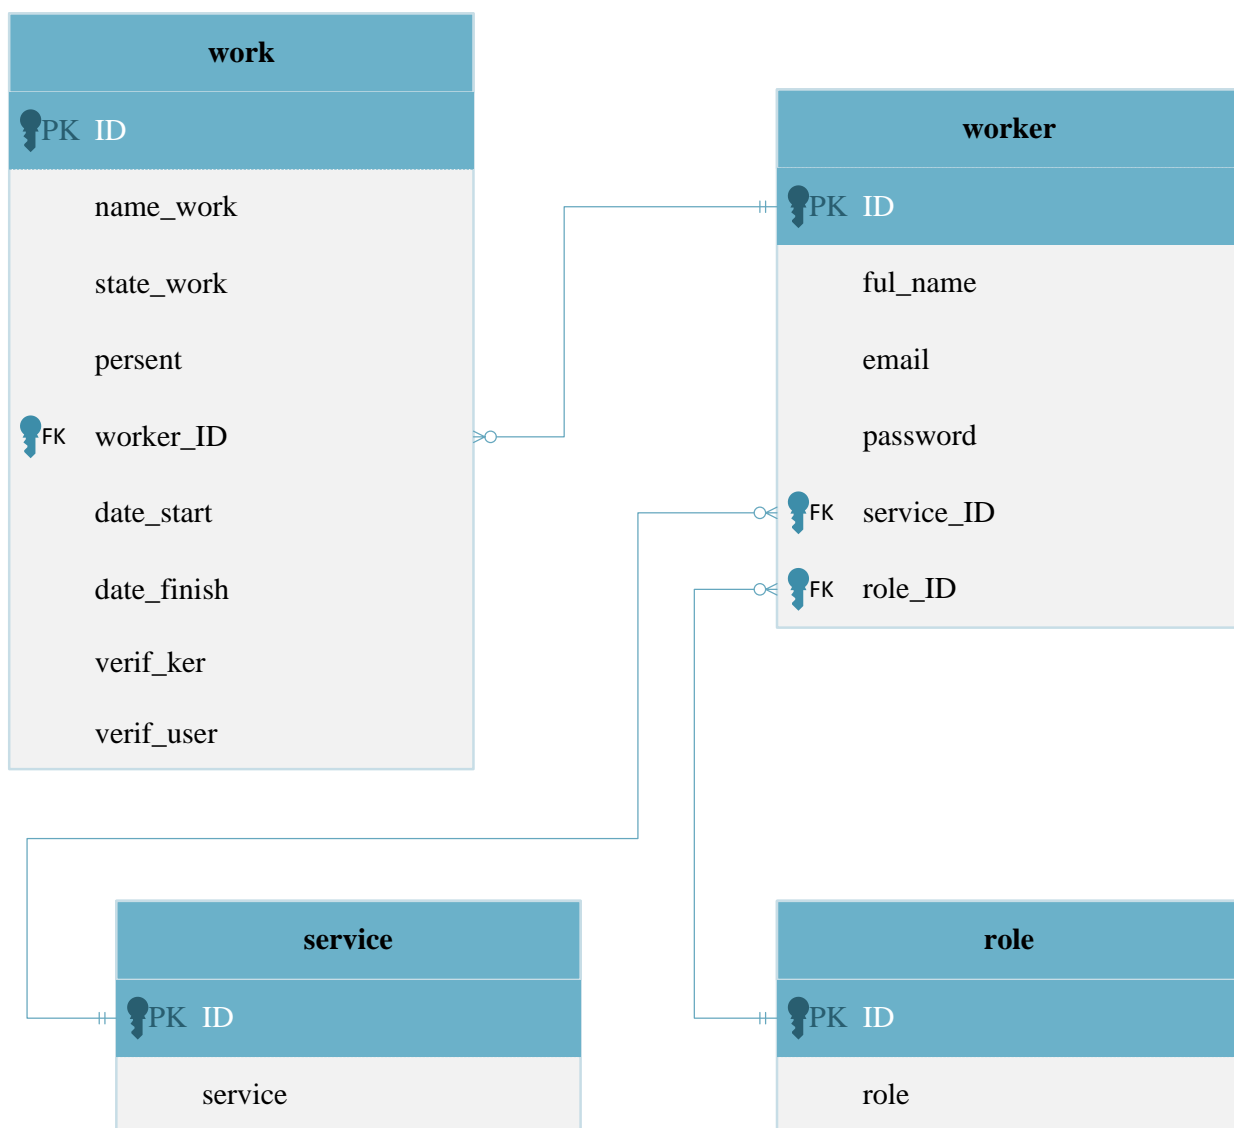 work
PK ID
name_work
state_work
persent
FK worker_ID
date_start
date_finish
verif_ker
verif_user
worker
PK ID
ful_name
email
password
FK service_ID
FK role_ID
service
PK ID
service
role
PK ID
role